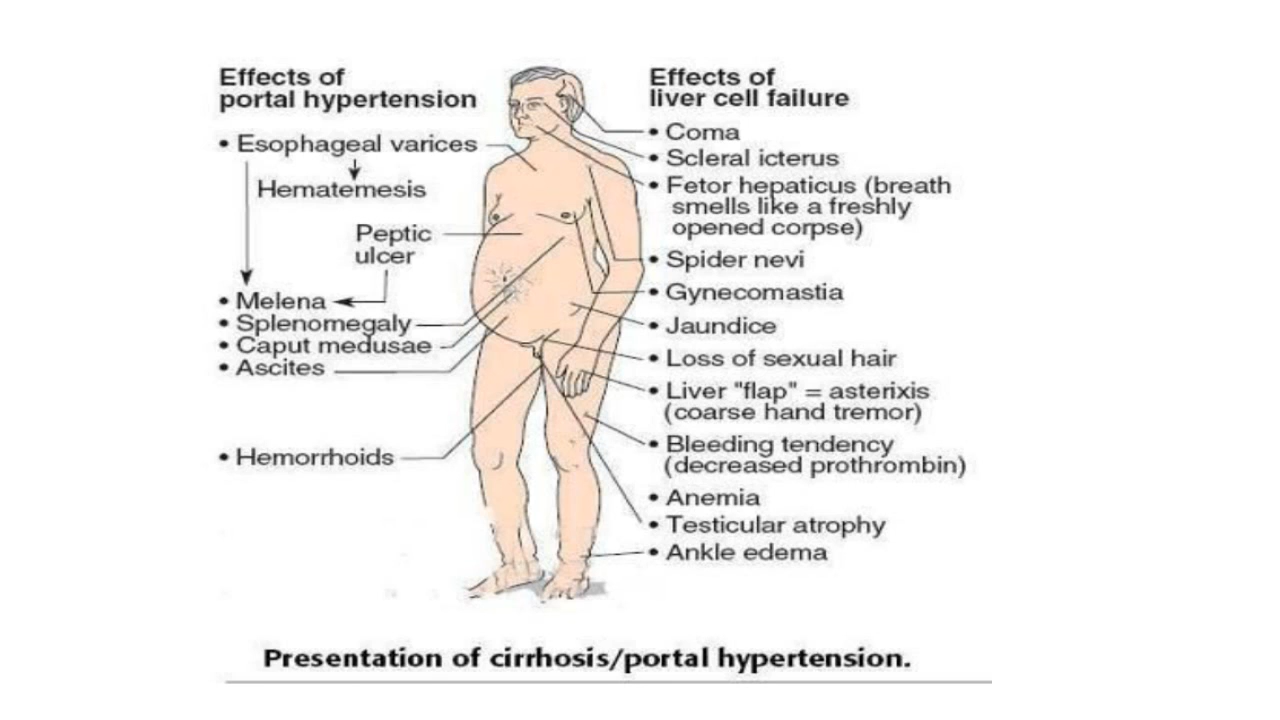 Effects of
portal hypertension
• Esophageal varices
Hematemesis
Peptic
ulcer
• Melena
• Splenomegaly
• Caput medusae
• Ascites
• Hemorrhoids
Effects of
liver cell failure
• Coma
• Scleral icterus
• Fetor hepaticus (breath
smells like a freshly
opened corpse)
• Spider nevi
• Gynecomastia
• Jaundice
• Loss of sexual hair
• Liver "flap" = asterixis
(coarse hand tremor)
• Bleeding tendency
(decreased prothrombin)
• Anemia
• Testicular atrophy
• Ankle edema
Presentation of cirrhosis/portal hypertension.